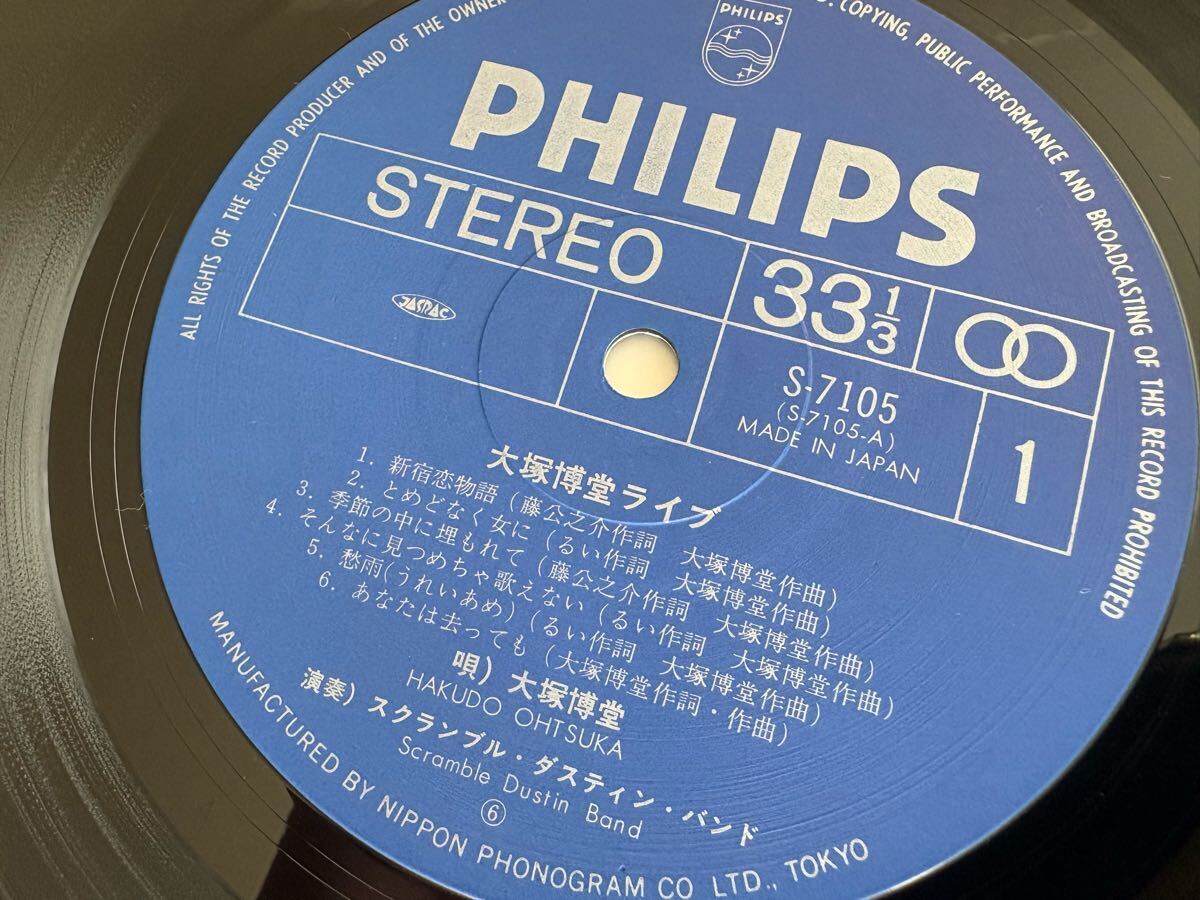 PHILIPS
ALL RIGHTS OF THE RECORD PRODUCER AND OF THE OWNER
COPYING, PUBLIC PERFORMANCE AND BROADCASTING OF THIS RECORD PROHIBITED
PHILIPS
STEREO
33 1/3
JASRAC
S-7105
(S-7105-A)
MADE IN JAPAN
1
大塚博堂ライブ
1. 新宿恋物語 (藤公之介作詞 大塚博堂作曲)
2. とめどなく女に (るい作詞 大塚博堂作曲)
3. 季節の中に埋もれて (藤公之介作詞 大塚博堂作曲)
4. そんなに見つめちゃ歌えない (るい作詞 大塚博堂作曲)
5. 愁雨(うれいあめ) (るい作詞 大塚博堂作曲)
6. あなたは去っても (大塚博堂作詞・作曲)
唄) 大塚博堂
HAKUDO OHTSUKA
演奏) スクランブル・ダスティン・バンド
Scramble Dustin Band
⑥
MANUFACTURED BY NIPPON PHONOGRAM CO LTD., TOKYO